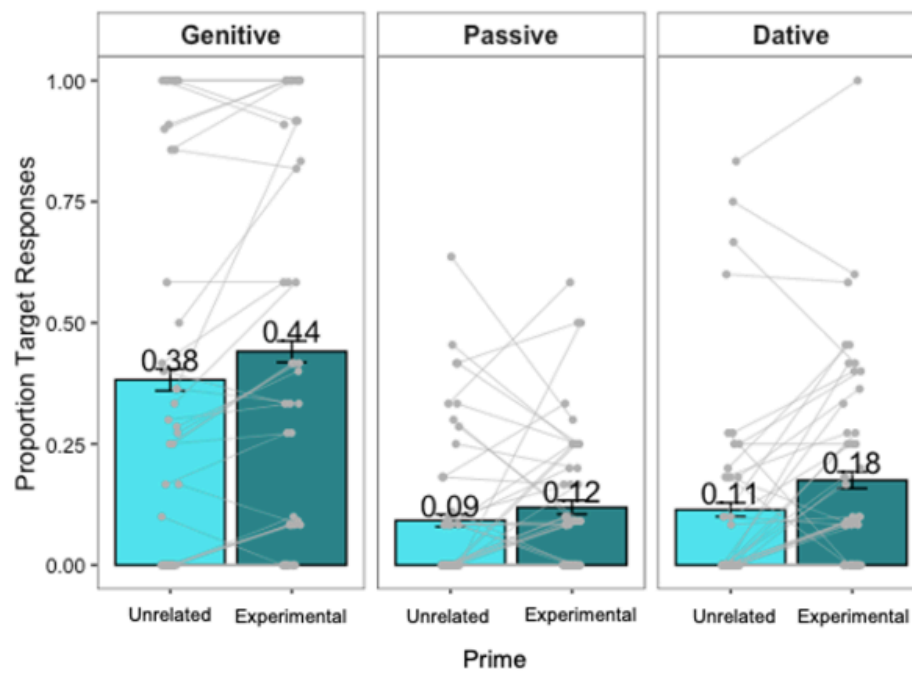 Genitive Passive Dative
1.00
0.75
0.50
0.25
0.00
Proportion Target Responses
0.38 0.44 0.09 0.12 0.11 0.18
Unrelated Experimental Unrelated Experimental Unrelated Experimental
Prime